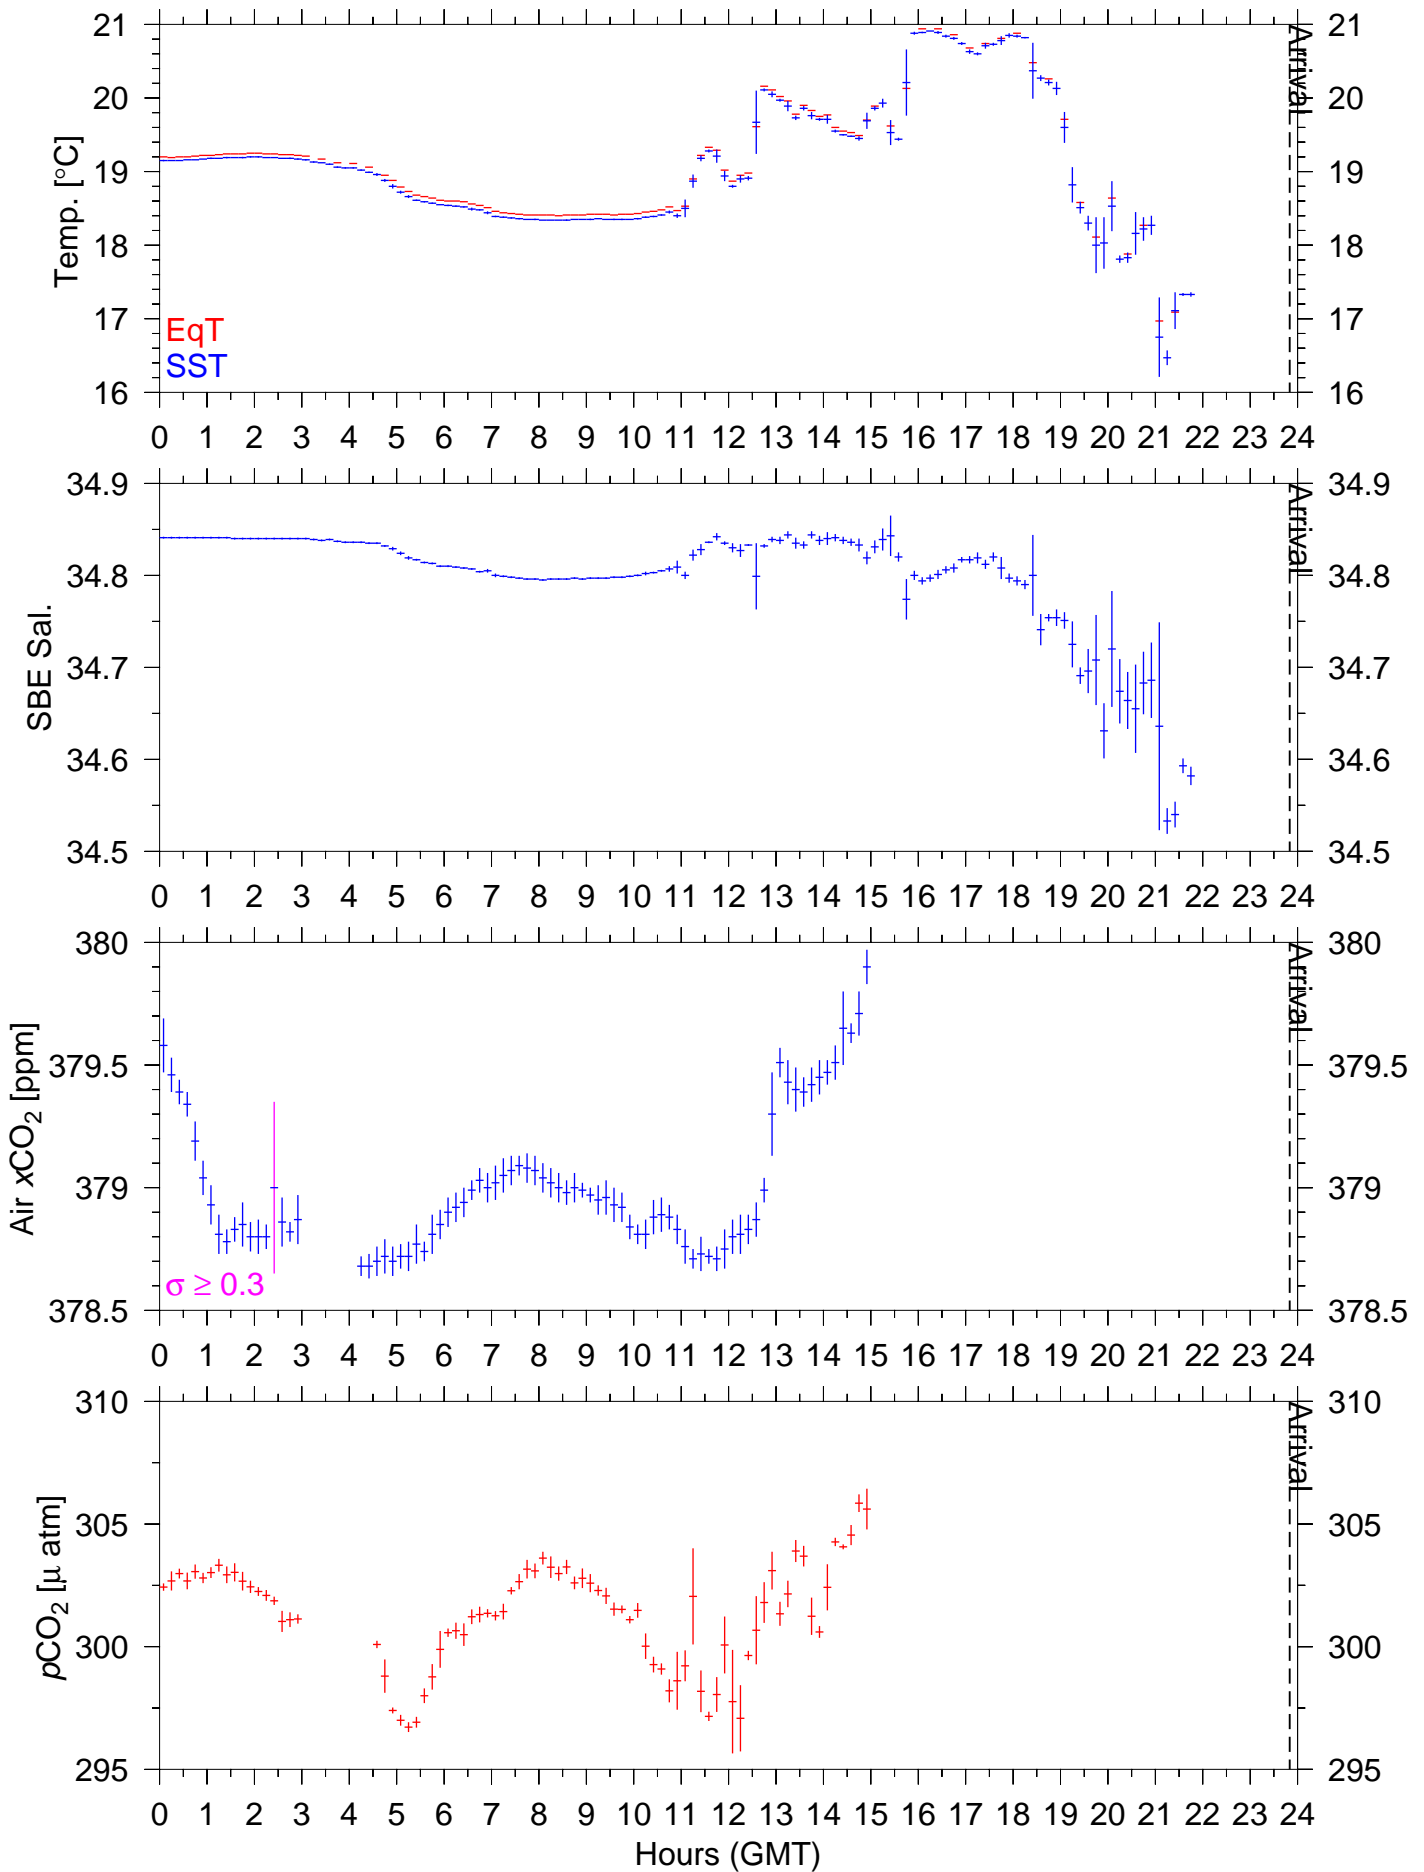 21 21
20 20
19 19
18 18
17 17
16 16
Temp. [°C]
EqT
SST
Arrival
0 1 2 3 4 5 6 7 8 9 10 11 12 13 14 15 16 17 18 19 20 21 22 23 24
34.9 34.9
34.8 34.8
34.7 34.7
34.6 34.6
34.5 34.5
SBE Sal.
Arrival
0 1 2 3 4 5 6 7 8 9 10 11 12 13 14 15 16 17 18 19 20 21 22 23 24
380 380
379.5 379.5
379 379
378.5 378.5
Air xCO₂ [ppm]
σ ≥ 0.3
Arrival
0 1 2 3 4 5 6 7 8 9 10 11 12 13 14 15 16 17 18 19 20 21 22 23 24
310 310
305 305
300 300
295 295
pCO₂ [μ atm]
Arrival
0 1 2 3 4 5 6 7 8 9 10 11 12 13 14 15 16 17 18 19 20 21 22 23 24
Hours (GMT)